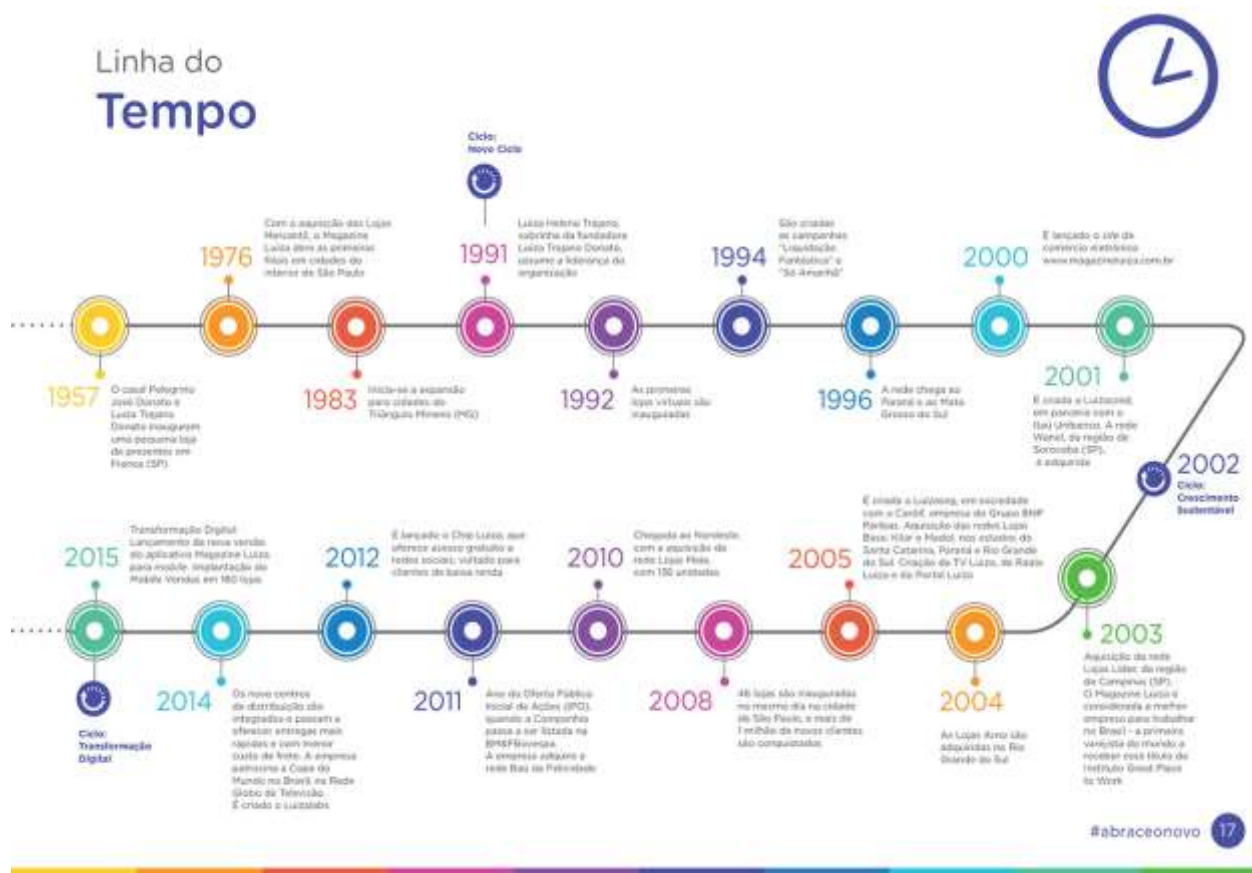 Linha do
Tempo
Ciclo:
Novo Ciclo
1976
Com a aquisição das Lojas
Mercantil, o Magazine
Luiza abre as primeiras
filiais em cidades do
interior de São Paulo
1991
Luiza Helena Trajano,
sobrinha da fundadora
Luiza Trajano Donato,
assume a liderança da
organização
1994
São criadas
as campanhas
"Liquidação
Fantástica" e
"Só Amanhã"
2000
É lançado o site de
comércio eletrônico
www.magazineluiza.com.br
1957
O casal Pelegrino
José Donato e
Luiza Trajano
Donato inauguram
uma pequena loja
de presentes em
Franca (SP)
1983
Inicia-se a expansão
para cidades do
Triângulo Mineiro (MG)
1992
As primeiras
lojas virtuais são
inauguradas
1996
A rede chega ao
Paraná e ao Mato
Grosso do Sul
2001
É criada a Luizacred,
em parceria com o
Itaú Unibanco. A rede
Wanel, da região de
Sorocaba (SP),
é adquirida
2002
Ciclo:
Crescimento
Sustentável
2003
Aquisição da rede
Lojas Líder, da região
de Campinas (SP).
O Magazine Luiza é
considerada a melhor
empresa para trabalhar
no Brasil - a primeira
varejista do mundo a
receber esse título do
Instituto Great Place
to Work
2004
As Lojas Arno são
adquiridas no Rio
Grande do Sul
2005
É criada a Luizaseg, em sociedade
com a Cardif, empresa do Grupo BNP
Paribas. Aquisição das redes Lojas
Base, Kilar e Madol, nos estados de
Santa Catarina, Paraná e Rio Grande
do Sul. Criação da TV Luiza, da Rádio
Luiza e do Portal Luiza
2008
46 lojas são inauguradas
no mesmo dia na cidade
de São Paulo, e mais de
1 milhão de novos clientes
são conquistados
2010
Chegada ao Nordeste,
com a aquisição da
rede Lojas Maia,
com 136 unidades
2011
Ano da Oferta Pública
Inicial de Ações (IPO),
quando a Companhia
passa a ser listada na
BM&FBovespa.
A empresa adquire a
rede Baú da Felicidade
2012
É lançado o Chip Luiza, que
oferece acesso gratuito a
redes sociais, voltado para
clientes de baixa renda
2014
Os nove centros
de distribuição são
integrados e passam a
oferecer entregas mais
rápidas e com menor
custo de frete. A empresa
patrocina a Copa do
Mundo no Brasil, na Rede
Globo de Televisão.
É criado o Luizalabs
2015
Transformação Digital
Lançamento da nova versão
do aplicativo Magazine Luiza,
para mobile. Implantação do
Mobile Vendas em 180 lojas
Ciclo:
Transformação
Digital
#abraceonovo
17